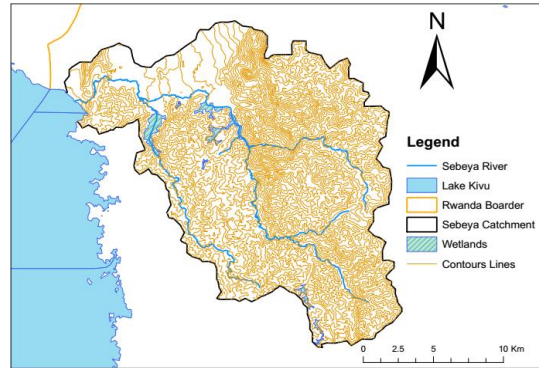 N
Legend
Sebeya River
Lake Kivu
Rwanda Boarder
Sebeya Catchment
Wetlands
Contours Lines
0 2.5 5 10 Km